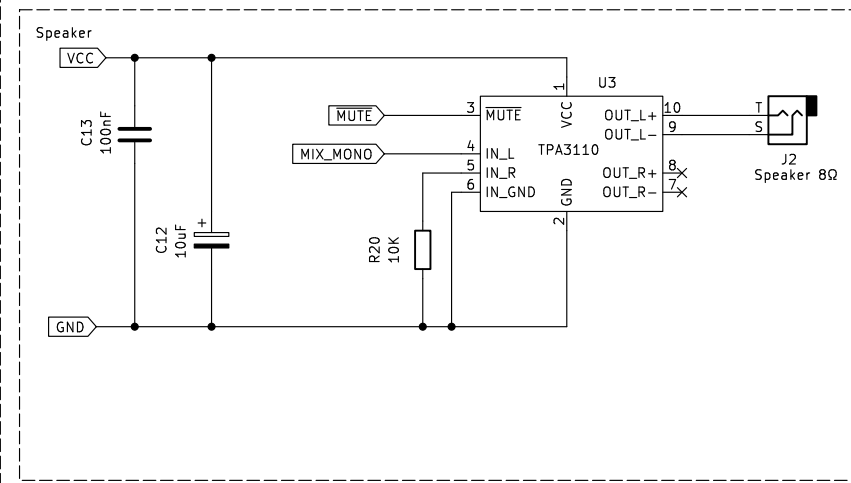 Speaker
VCC
C13
100nF
C12
10uF
+
GND
MUTE
MIX_MONO
R20
10K
U3
TPA3110
1
VCC
3
MUTE
4
IN_L
5
IN_R
6
IN_GND
2
GND
OUT_L+
10
OUT_L-
9
OUT_R+
8
OUT_R-
7
T
S
J2
Speaker 8Ω